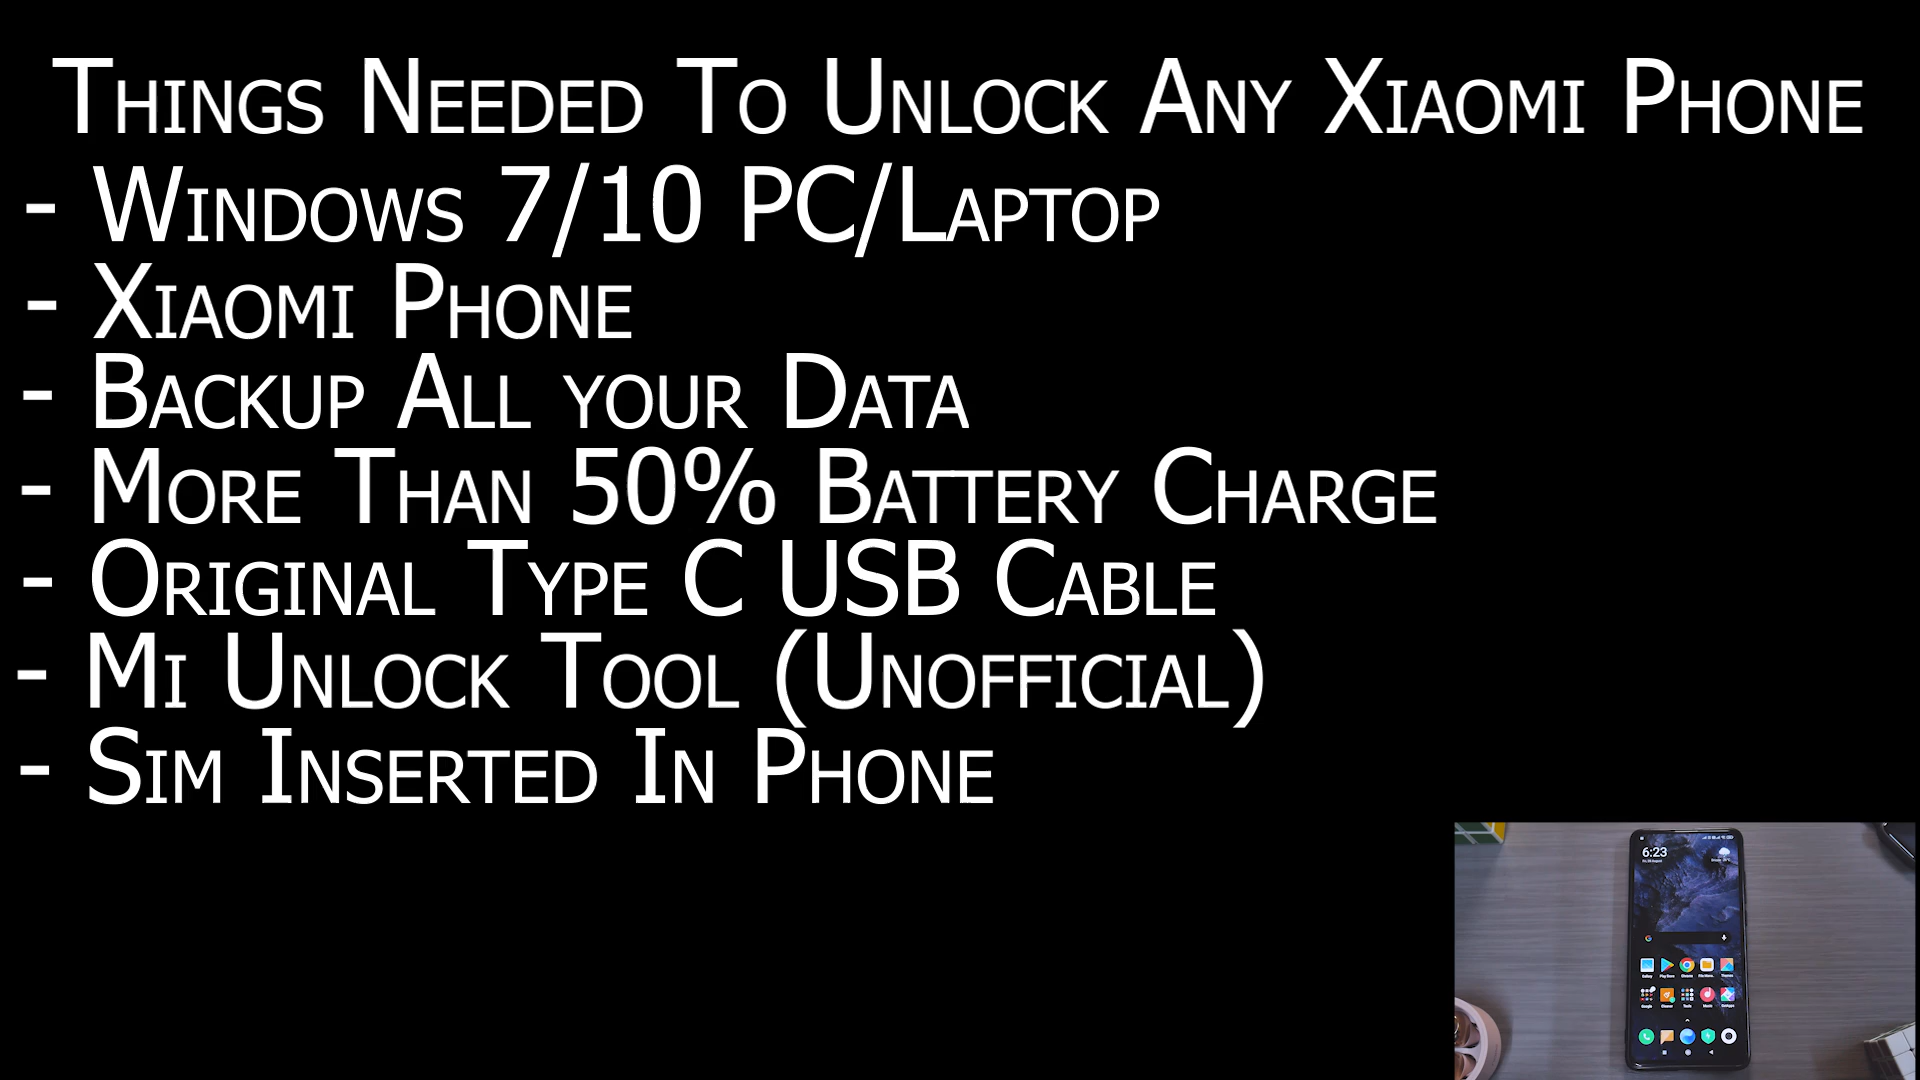 Things Needed To Unlock Any Xiaomi Phone
- Windows 7/10 PC/Laptop
- Xiaomi Phone
- Backup All your Data
- More Than 50% Battery Charge
- Original Type C USB Cable
- Mi Unlock Tool (Unofficial)
- Sim Inserted In Phone
6:23